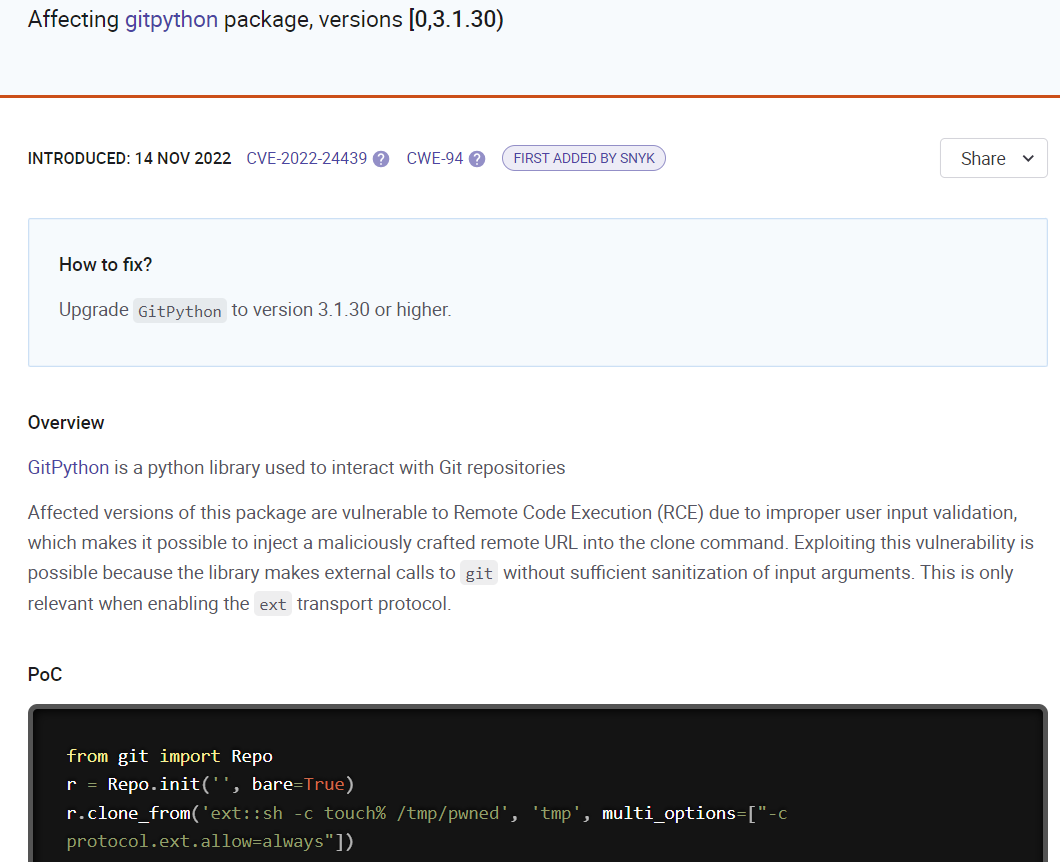 Affecting gitpython package, versions [0,3.1.30)
INTRODUCED: 14 NOV 2022 CVE-2022-24439 ? CWE-94 ? FIRST ADDED BY SNYK Share
How to fix?
Upgrade GitPython to version 3.1.30 or higher.
Overview
GitPython is a python library used to interact with Git repositories
Affected versions of this package are vulnerable to Remote Code Execution (RCE) due to improper user input validation,
which makes it possible to inject a maliciously crafted remote URL into the clone command. Exploiting this vulnerability is
possible because the library makes external calls to git without sufficient sanitization of input arguments. This is only
relevant when enabling the ext transport protocol.
PoC
from git import Repo
r = Repo.init('', bare=True)
r.clone_from('ext::sh -c touch% /tmp/pwned', 'tmp', multi_options=["-c
protocol.ext.allow=always"])